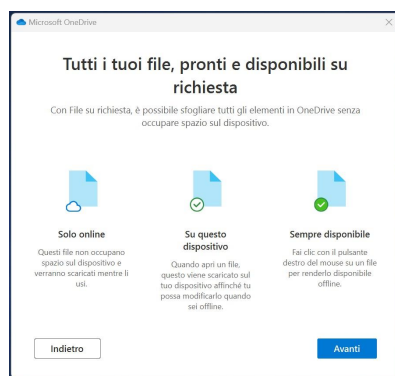 Microsoft OneDrive
Tutti i tuoi file, pronti e disponibili su
richiesta
Con File su richiesta, è possibile sfogliare tutti gli elementi in OneDrive senza
occupare spazio sul dispositivo.
Solo online
Questi file non occupano
spazio sul dispositivo e
verranno scaricati mentre li
usi.
Su questo
dispositivo
Quando apri un file,
questo viene scaricato sul
tuo dispositivo affinché tu
possa modificarlo quando
sei offline.
Sempre disponibile
Fai clic con il pulsante
destro del mouse su un file
per renderlo disponibile
offline.
Indietro
Avanti